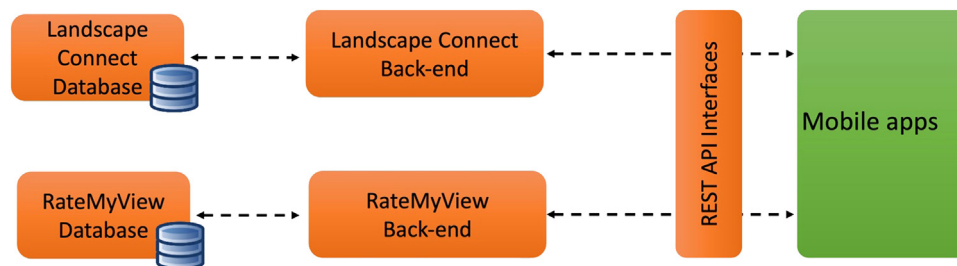 Landscape
Connect
Database
Landscape Connect
Back-end
REST API Interfaces
Mobile apps
RateMyView
Database
RateMyView
Back-end